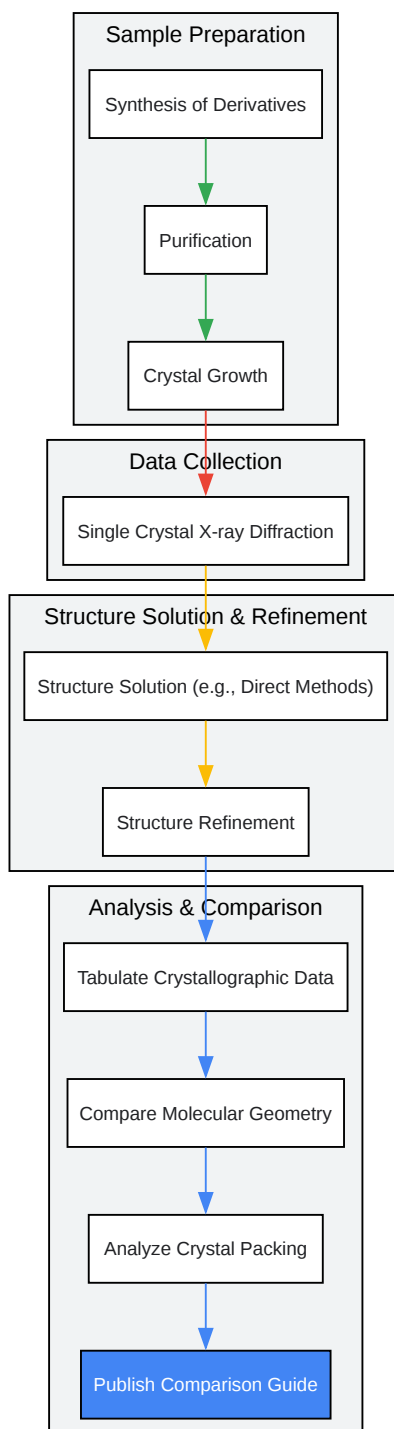 Sample Preparation
Synthesis of Derivatives
Purification
Crystal Growth
Data Collection
Single Crystal X-ray Diffraction
Structure Solution & Refinement
Structure Solution (e.g., Direct Methods)
Structure Refinement
Analysis & Comparison
Tabulate Crystallographic Data
Compare Molecular Geometry
Analyze Crystal Packing
Publish Comparison Guide